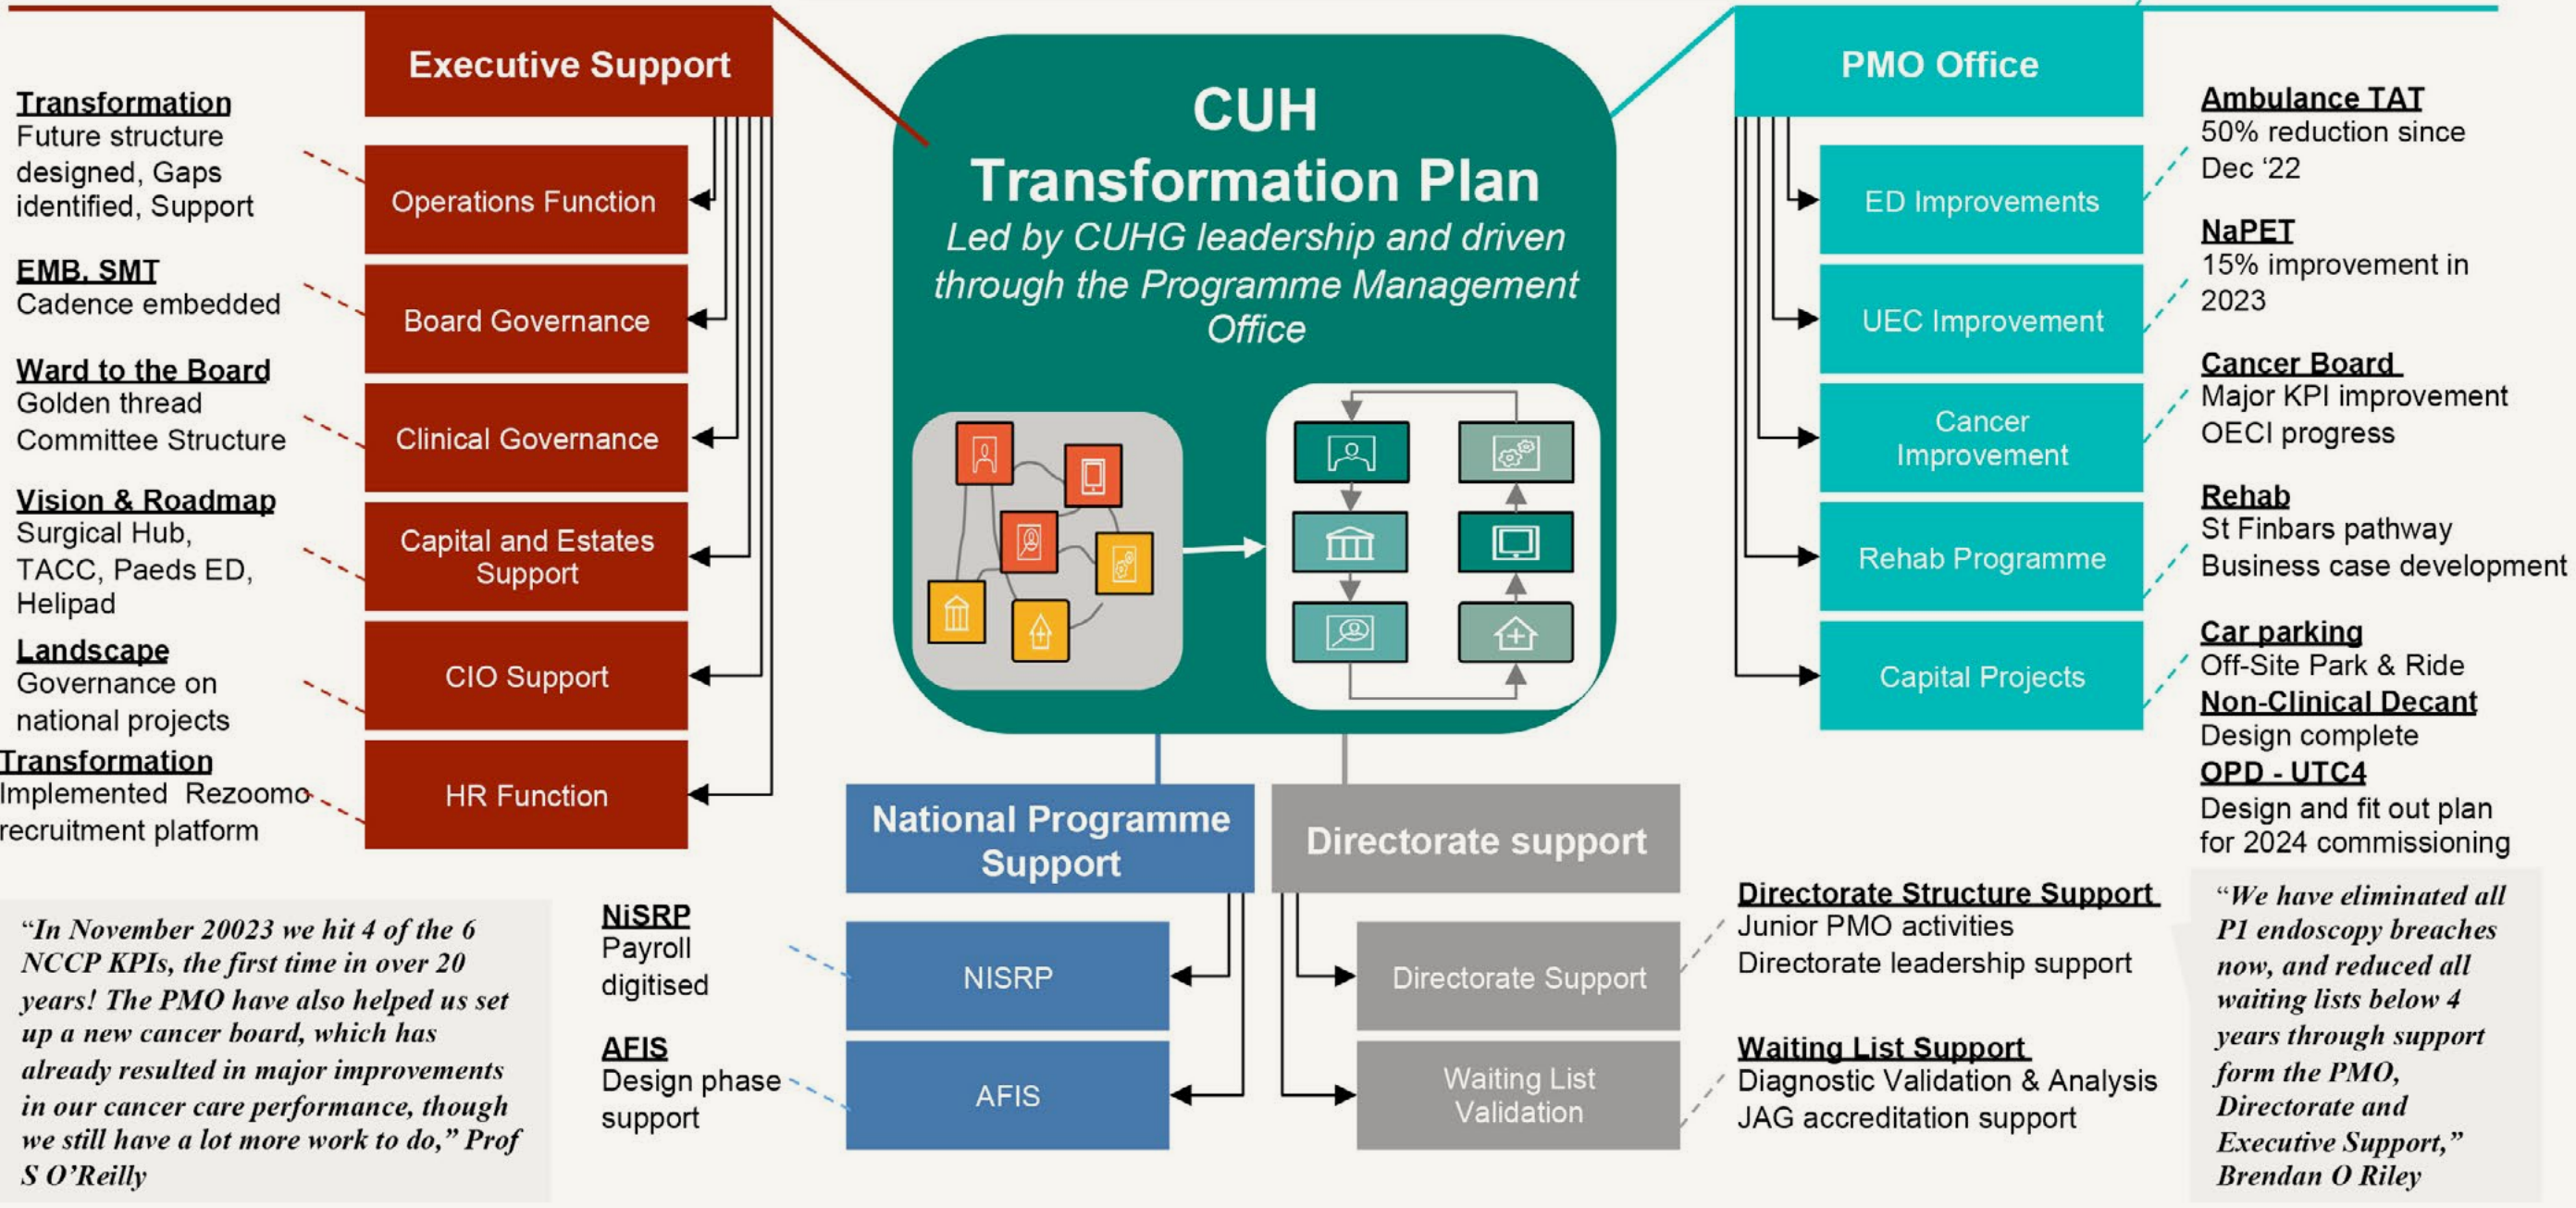 Executive Support
Transformation
Future structure
designed, Gaps
identified, Support
EMB, SMT
Cadence embedded
Ward to the Board
Golden thread
Committee Structure
Vision & Roadmap
Surgical Hub,
TACC, Paeds ED,
Helipad
Landscape
Governance on
national projects
Transformation
Implemented Rezoomo
recruitment platform
Operations Function
Board Governance
Clinical Governance
Capital and Estates
Support
CIO Support
HR Function
CUH
Transformation Plan
Led by CUHG leadership and driven
through the Programme Management
Office
PMO Office
ED Improvements
UEC Improvement
Cancer
Improvement
Rehab Programme
Capital Projects
Ambulance TAT
50% reduction since
Dec ‘22
NaPET
15% improvement in
2023
Cancer Board
Major KPI improvement
OECI progress
Rehab
St Finbars pathway
Business case development
Car parking
Off-Site Park & Ride
Non-Clinical Decant
Design complete
OPD - UTC4
Design and fit out plan
for 2024 commissioning
“In November 20023 we hit 4 of the 6
NCCP KPIs, the first time in over 20
years! The PMO have also helped us set
up a new cancer board, which has
already resulted in major improvements
in our cancer care performance, though
we still have a lot more work to do,” Prof
S O’Reilly
National Programme
Support
NiSRP
Payroll
digitised
AFIS
Design phase
support
NISRP
AFIS
Directorate support
Directorate Support
Waiting List
Validation
Directorate Structure Support
Junior PMO activities
Directorate leadership support
Waiting List Support
Diagnostic Validation & Analysis
JAG accreditation support
“We have eliminated all
P1 endoscopy breaches
now, and reduced all
waiting lists below 4
years through support
form the PMO,
Directorate and
Executive Support,”
Brendan O Riley